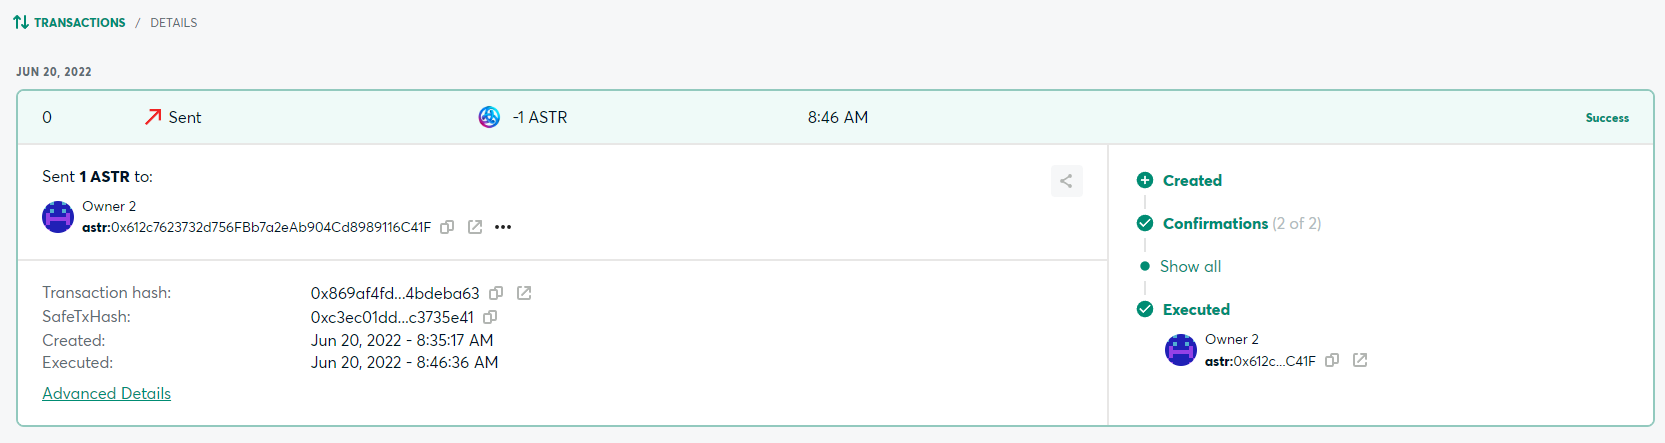 TRANSACTIONS / DETAILS
JUN 20, 2022
0 Sent -1 ASTR 8:46 AM Success
Sent 1 ASTR to:
Owner 2
astr:0x612c7623732d756FBb7a2eAb904Cd8989116C41F
Transaction hash: 0x869af4fd...4bdeba63
SafeTxHash: 0xc3ec01dd...c3735e41
Created: Jun 20, 2022 - 8:35:17 AM
Executed: Jun 20, 2022 - 8:46:36 AM
Advanced Details
Created
Confirmations (2 of 2)
Show all
Executed
Owner 2
astr:0x612c...C41F